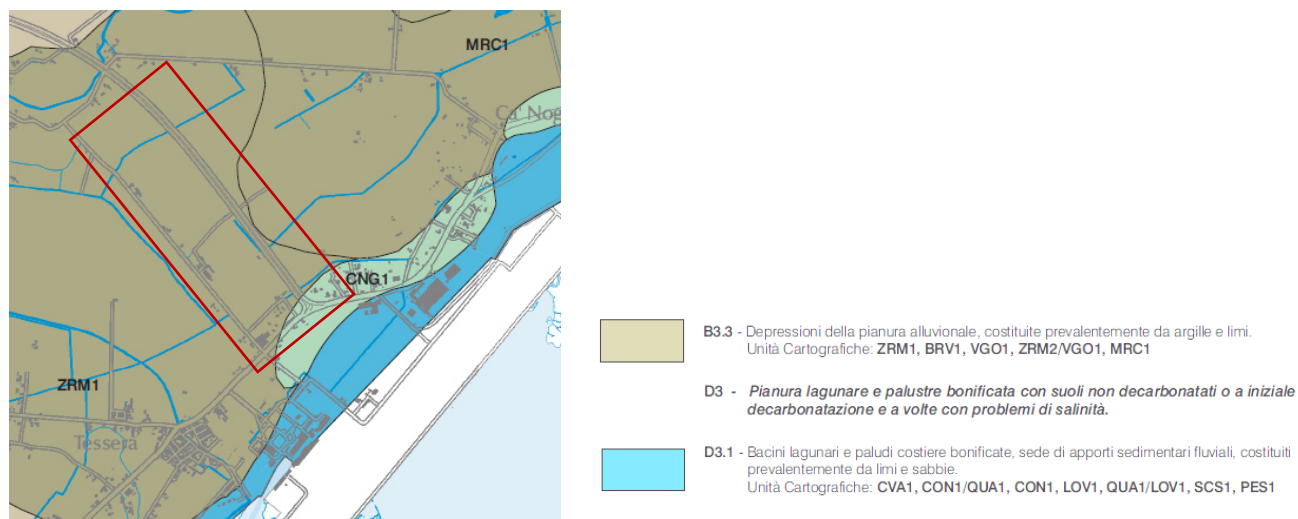 MRC1
Ca' Nog
CNG1
ZRM1
Tessera
B3.3 - Depressioni della pianura alluvionale, costituite prevalentemente da argille e limi.
Unità Cartografiche: ZRM1, BRV1, VGO1, ZRM2/VGO1, MRC1
D3 - Pianura lagunare e palustre bonificata con suoli non decarbonatati o a iniziale
decarbonatazione e a volte con problemi di salinità.
D3.1 - Bacini lagunari e paludi costiere bonificate, sede di apporti sedimentari fluviali, costituiti
prevalentemente da limi e sabbie.
Unità Cartografiche: CVA1, CON1/QUA1, CON1, LOV1, QUA1/LOV1, SCS1, PES1